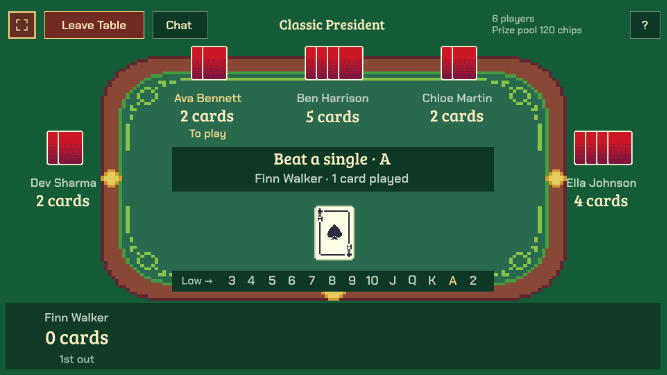 Leave Table
Chat
Classic President
6 players
Prize pool 120 chips
?
Ava Bennett
2 cards
To play
Ben Harrison
5 cards
Chloe Martin
2 cards
Dev Sharma
2 cards
Ella Johnson
4 cards
Beat a single · A
Finn Walker · 1 card played
A
A
Low → 3 4 5 6 7 8 9 10 J Q K A 2
Finn Walker
0 cards
1st out